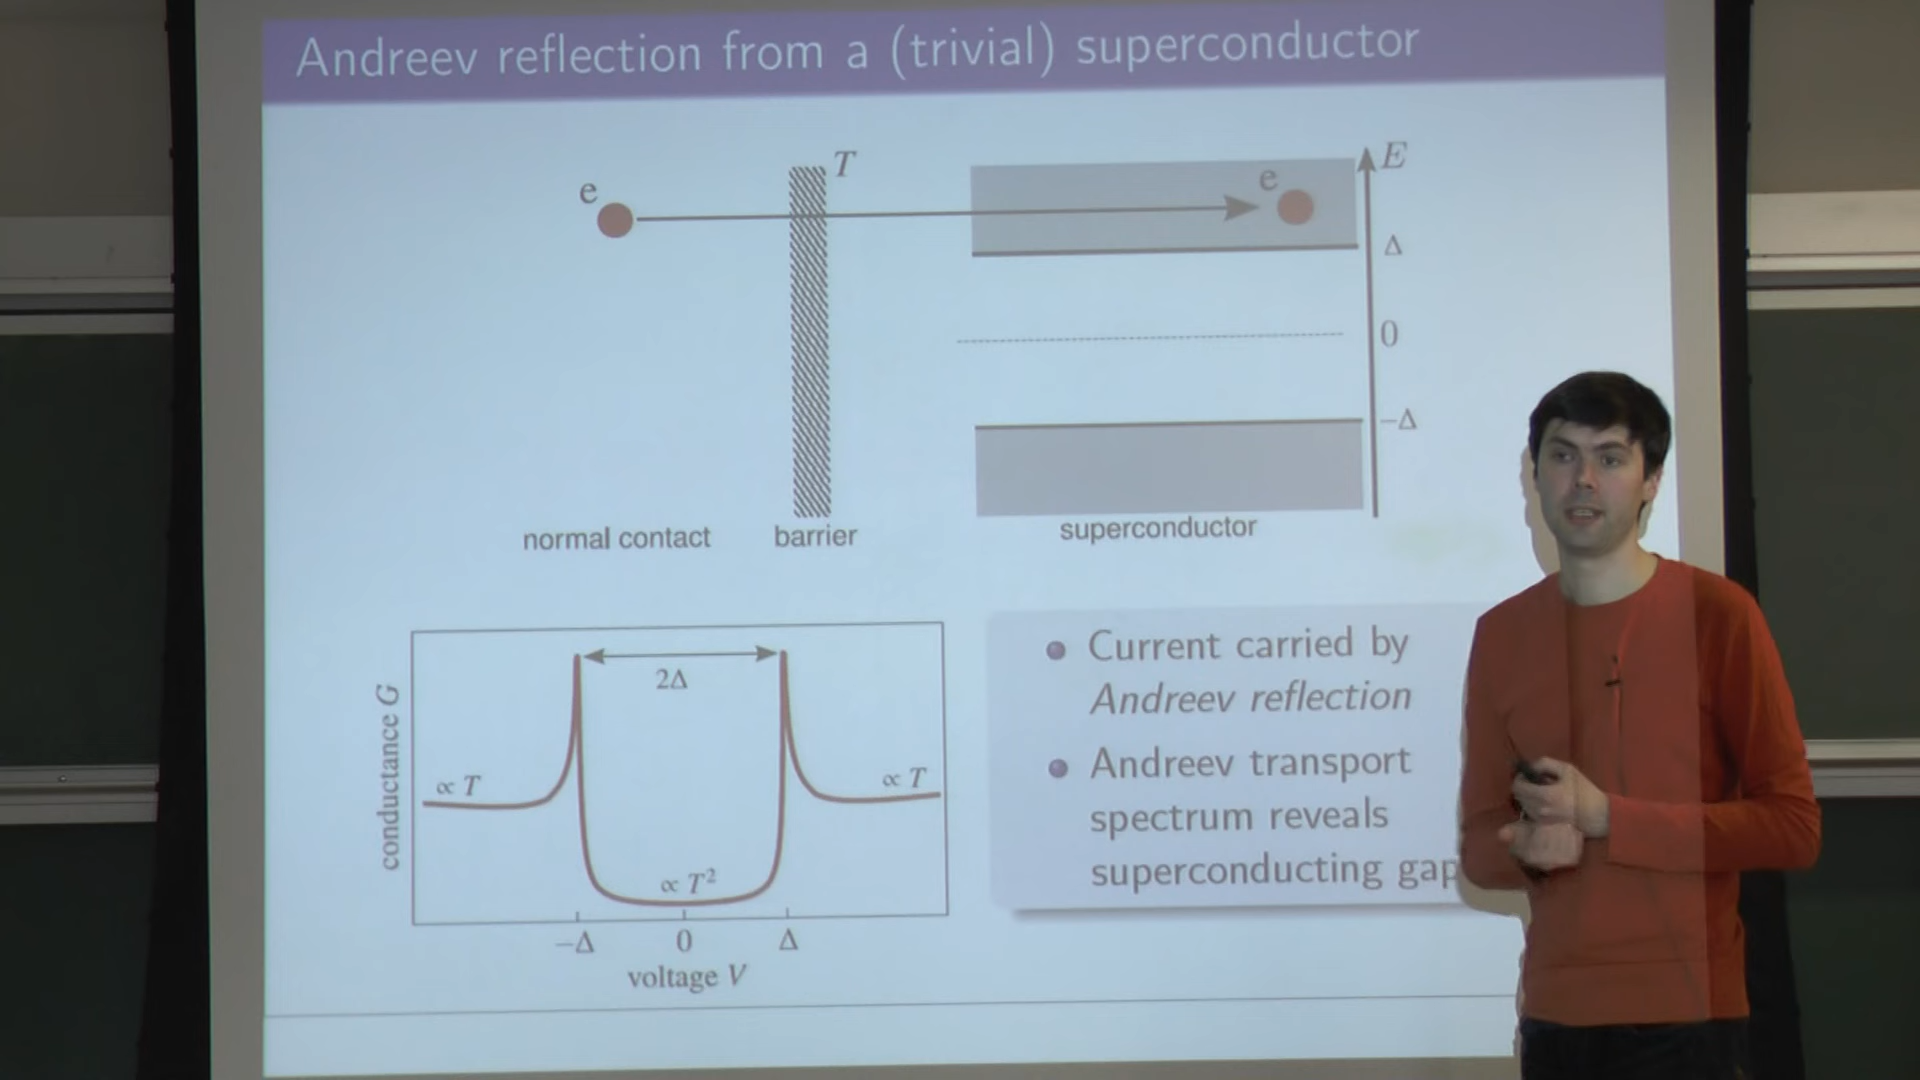 Andreev reflection from a (trivial) superconductor
T
E
e
e
Δ
0
−Δ
normal contact
barrier
superconductor
2Δ
conductance G
∝ T
∝ T
∝ T²
−Δ
0
Δ
voltage V
Current carried by
Andreev reflection
Andreev transport
spectrum reveals
superconducting gap